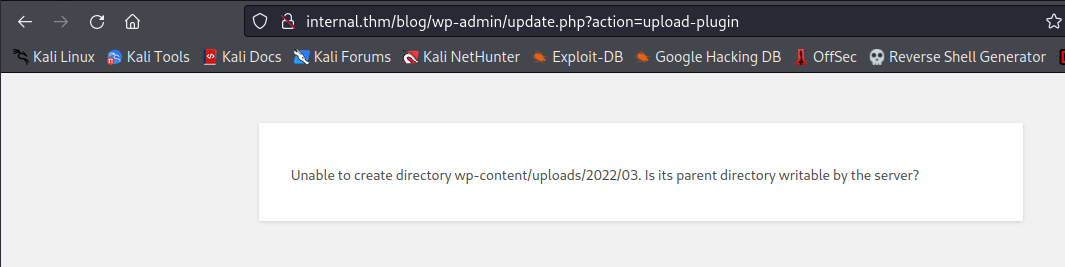 internal.thm/blog/wp-admin/update.php?action=upload-plugin
Kali Linux Kali Tools Kali Docs Kali Forums Kali NetHunter Exploit-DB Google Hacking DB OffSec Reverse Shell Generator
Unable to create directory wp-content/uploads/2022/03. Is its parent directory writable by the server?